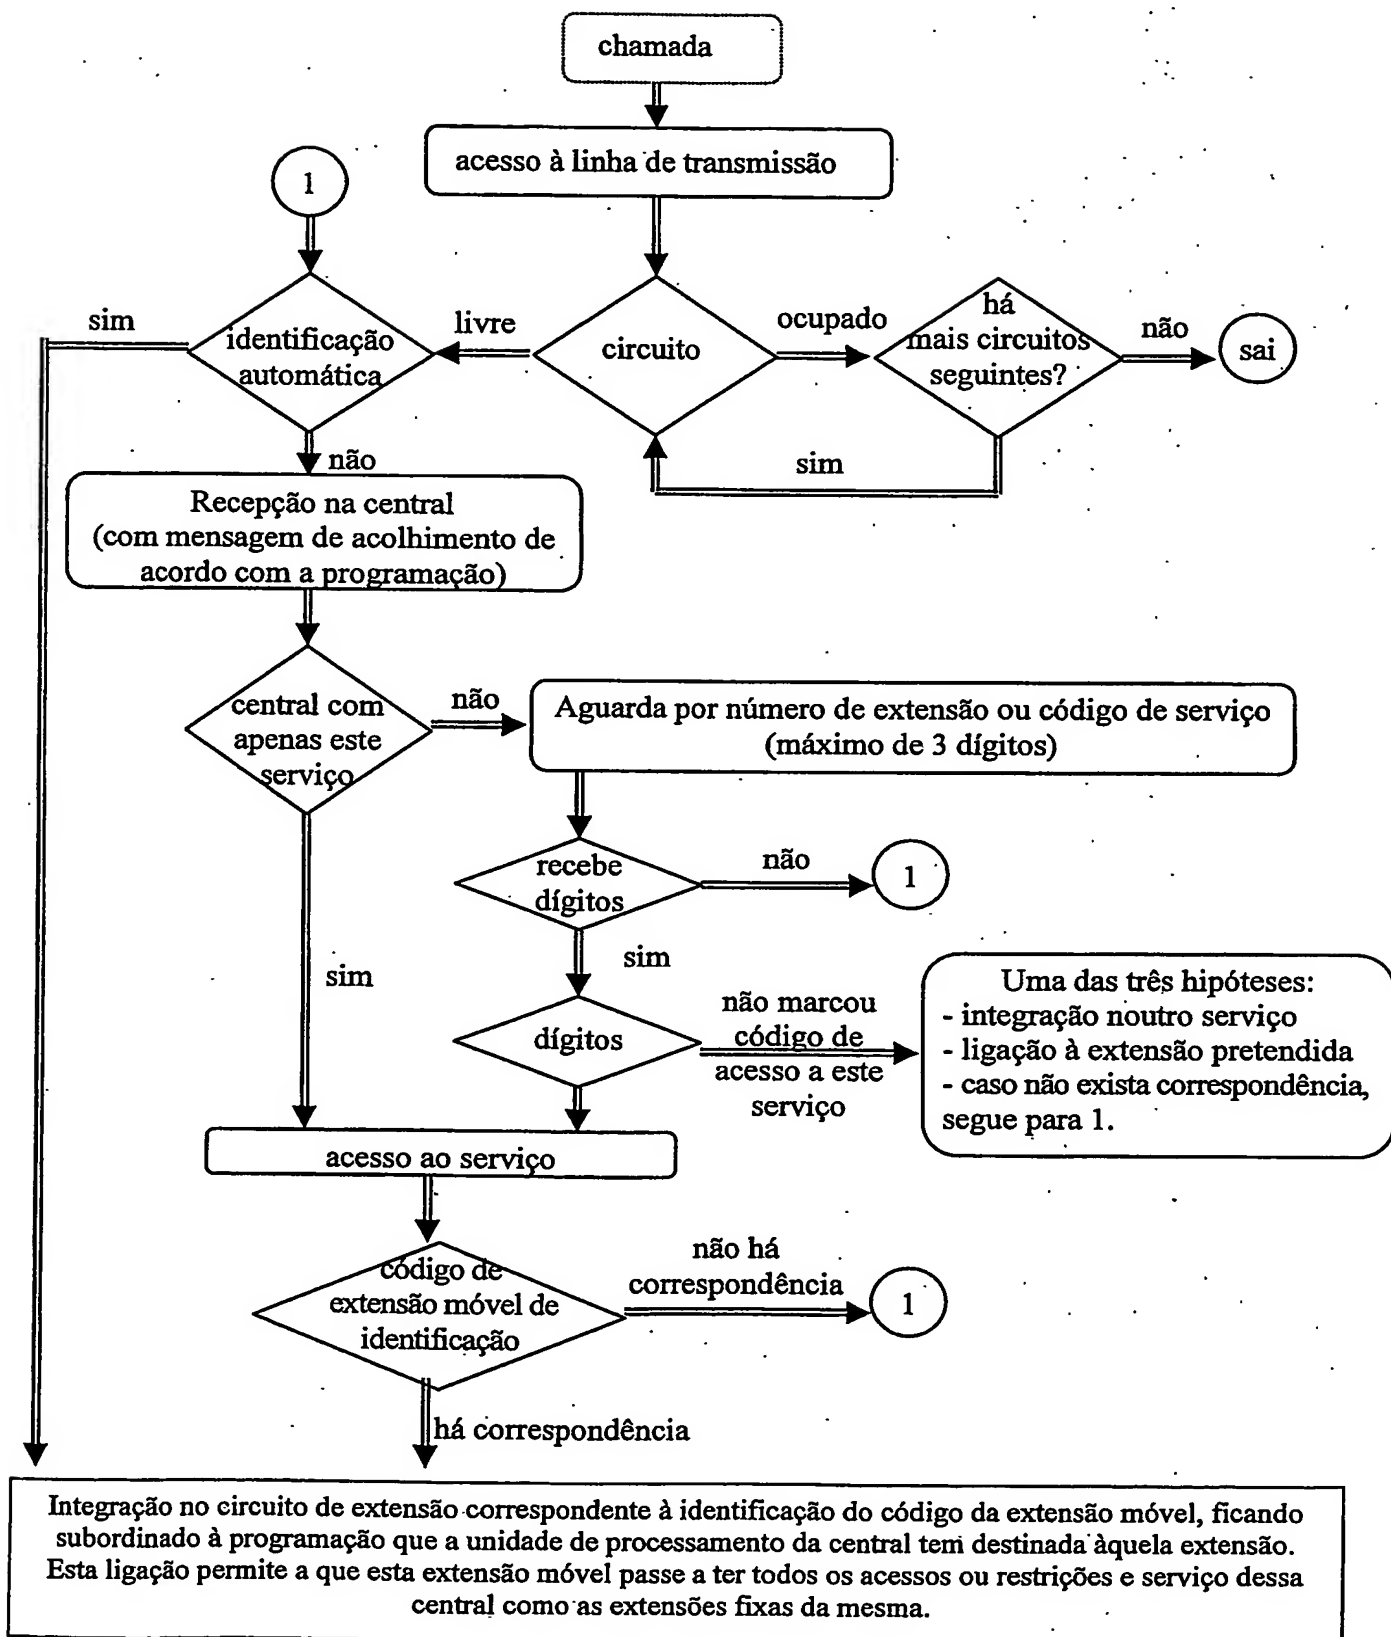 chamada
acesso à linha de transmissão
1
sim
identificação
automática
livre
circuito
ocupado
há
mais circuitos
seguintes?
não
sai
sim
não
Recepção na central
(com mensagem de acolhimento de
acordo com a programação)
central com
apenas este
serviço
não
Aguarda por número de extensão ou código de serviço
(máximo de 3 dígitos)
recebe
dígitos
não
1
sim
sim
dígitos
não marcou
código de
acesso a este
serviço
Uma das três hipóteses:
- integração noutro serviço
- ligação à extensão pretendida
- caso não exista correspondência,
segue para 1.
acesso ao serviço
código de
extensão móvel de
identificação
não há
correspondência
1
há correspondência
Integração no circuito de extensão correspondente à identificação do código da extensão móvel, ficando
subordinado à programação que a unidade de processamento da central tem destinada àquela extensão.
Esta ligação permite a que esta extensão móvel passe a ter todos os acessos ou restrições e serviço dessa
central como as extensões fixas da mesma.